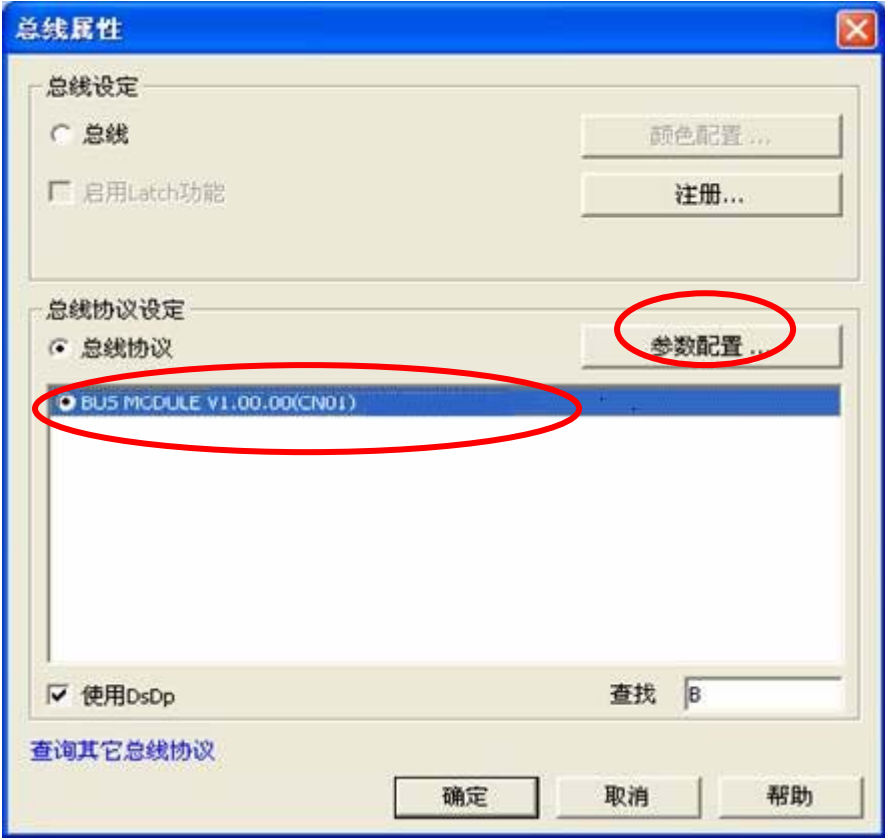 总线属性
总线设定
总线
颜色配置 ...
启用Latch功能
注册...
总线协议设定
总线协议
参数配置 ...
BUS MODULE V1.00.00(CN01)
使用DsDp
查找 B
查询其它总线协议
确定 取消 帮助